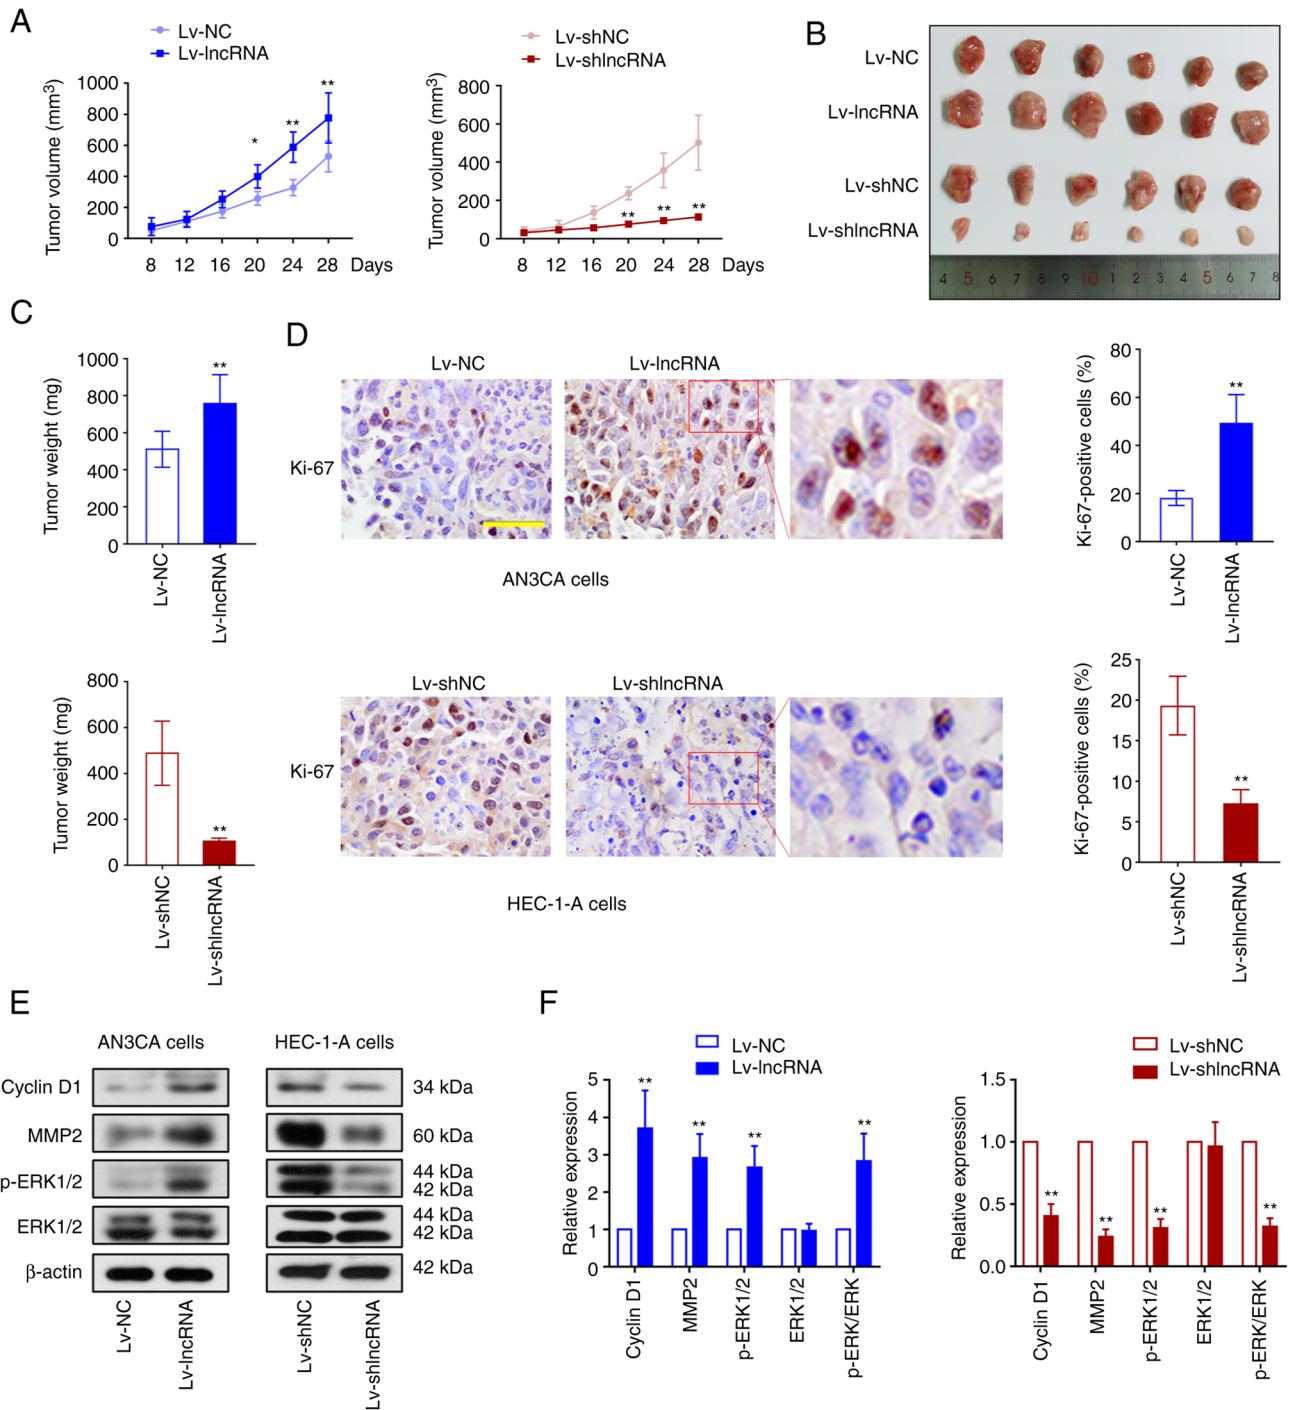 A
Lv-NC
Lv-lncRNA
Tumor volume (mm³)
1000
800
600
400
200
0
*
**
**
8 12 16 20 24 28 Days
Lv-shNC
Lv-shlncRNA
Tumor volume (mm³)
800
600
400
200
0
** ** **
8 12 16 20 24 28 Days
B
Lv-NC
Lv-lncRNA
Lv-shNC
Lv-shlncRNA
4 5 6 7 8 9 10 1 2 3 4 5 6 7 8
C
Tumor weight (mg)
1000
800
600
400
200
0
**
Lv-NC
Lv-lncRNA
Tumor weight (mg)
800
600
400
200
0
**
Lv-shNC
Lv-shlncRNA
D
Lv-NC
Lv-lncRNA
Ki-67
AN3CA cells
Ki-67-positive cells (%)
80
60
40
20
0
**
Lv-NC
Lv-lncRNA
Lv-shNC
Lv-shlncRNA
Ki-67
HEC-1-A cells
Ki-67-positive cells (%)
25
20
15
10
5
0
**
Lv-shNC
Lv-shlncRNA
E
AN3CA cells
HEC-1-A cells
Cyclin D1
34 kDa
MMP2
60 kDa
p-ERK1/2
44 kDa
42 kDa
ERK1/2
44 kDa
42 kDa
β-actin
42 kDa
Lv-NC
Lv-lncRNA
Lv-shNC
Lv-shlncRNA
F
Lv-NC
Lv-lncRNA
Relative expression
5
4
3
2
1
0
**
**
**
**
Cyclin D1
MMP2
p-ERK1/2
ERK1/2
p-ERK/ERK
Lv-shNC
Lv-shlncRNA
Relative expression
1.5
1.0
0.5
0.0
**
**
**
**
Cyclin D1
MMP2
p-ERK1/2
ERK1/2
p-ERK/ERK